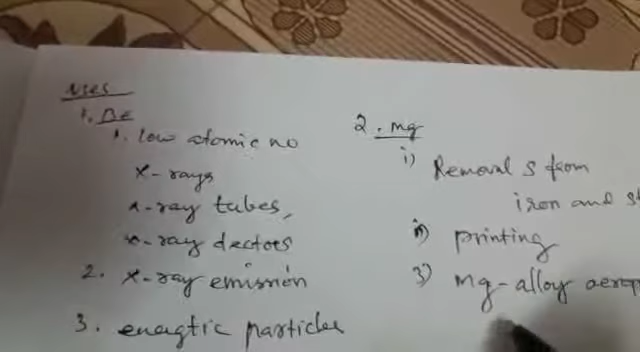 uses
1. Be
1. low atomic no
x-rays
x-ray tubes,
x-ray dectors
2. x-ray emission
3. enegtic particles
2. mg
i) Removal S from
iron and
ii) printing
3) mg-alloy